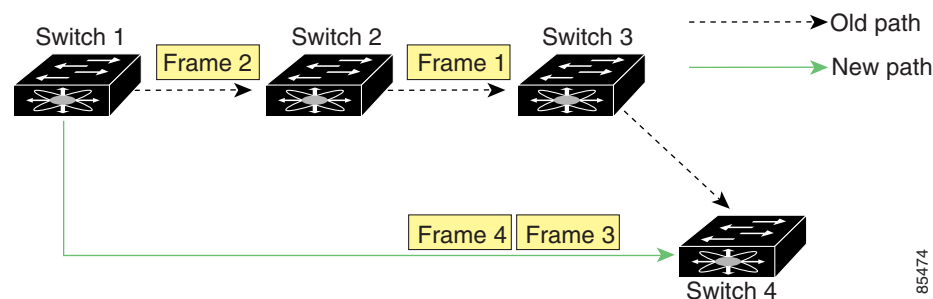 Switch 1
Switch 2
Switch 3
Old path
Frame 2
Frame 1
New path
Frame 4
Frame 3
Switch 4
85474